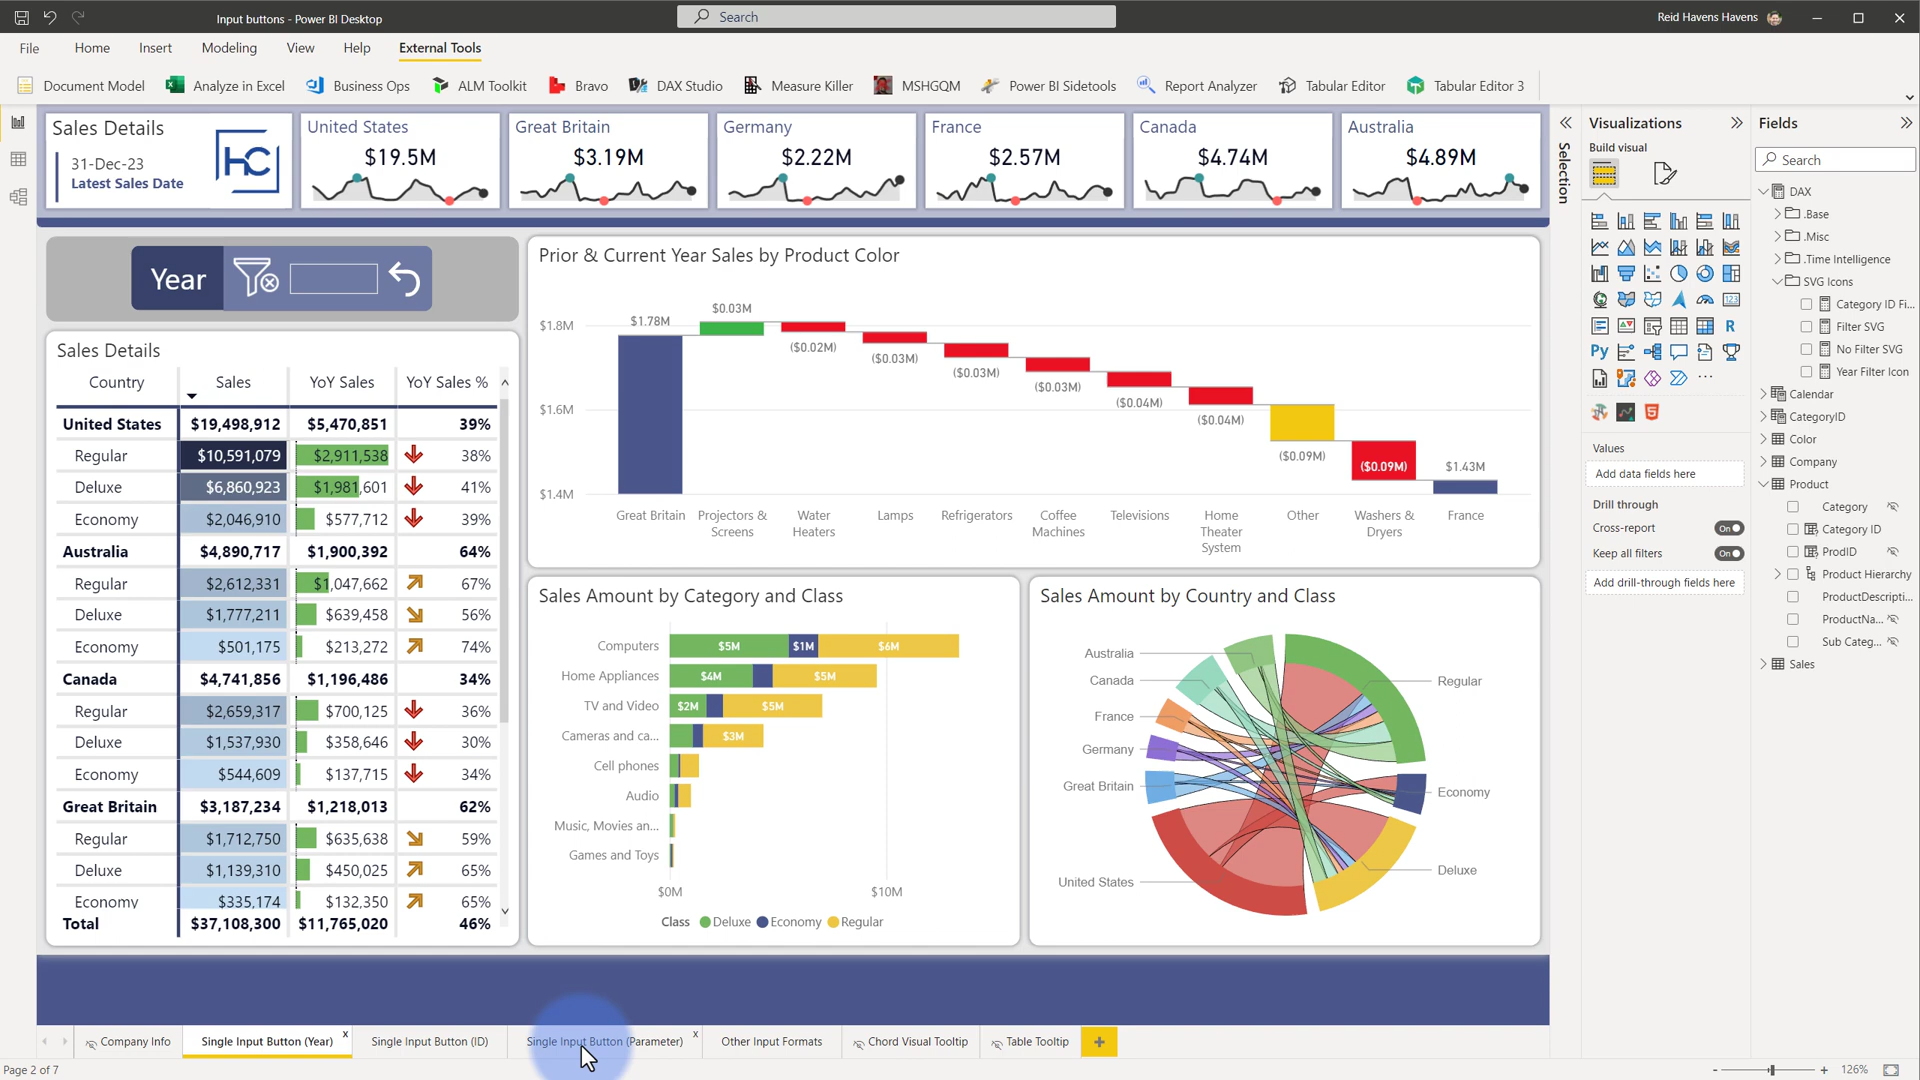 Input buttons - Power BI Desktop
Search
Reid Havens Havens
File
Home
Insert
Modeling
View
Help
External Tools
Document Model
Analyze in Excel
Business Ops
ALM Toolkit
Bravo
DAX Studio
Measure Killer
MSHGQM
Power BI Sidetools
Report Analyzer
Tabular Editor
Tabular Editor 3
Sales Details
31-Dec-23
Latest Sales Date
HC
United States
$19.5M
Great Britain
$3.19M
Germany
$2.22M
France
$2.57M
Canada
$4.74M
Australia
$4.89M
Year
Sales Details
Country Sales YoY Sales YoY Sales %
United States $19,498,912 $5,470,851 39%
Regular $10,591,079 $2,911,538 38%
Deluxe $6,860,923 $1,981,601 41%
Economy $2,046,910 $577,712 39%
Australia $4,890,717 $1,900,392 64%
Regular $2,612,331 $1,047,662 67%
Deluxe $1,777,211 $639,458 56%
Economy $501,175 $213,272 74%
Canada $4,741,856 $1,196,486 34%
Regular $2,659,317 $700,125 36%
Deluxe $1,537,930 $358,646 30%
Economy $544,609 $137,715 34%
Great Britain $3,187,234 $1,218,013 62%
Regular $1,712,750 $635,638 59%
Deluxe $1,139,310 $450,025 65%
Economy $335,174 $132,350 65%
Total $37,108,300 $11,765,020 46%
Prior & Current Year Sales by Product Color
$1.8M
$1.6M
$1.4M
$1.78M
$0.03M
($0.02M)
($0.03M)
($0.03M)
($0.03M)
($0.04M)
($0.04M)
($0.09M)
($0.09M)
$1.43M
Great Britain
Projectors &
Screens
Water
Heaters
Lamps
Refrigerators
Coffee
Machines
Televisions
Home
Theater
System
Other
Washers &
Dryers
France
Sales Amount by Category and Class
Computers $5M $1M $6M
Home Appliances $4M $5M
TV and Video $2M $5M
Cameras and ca... $3M
Cell phones
Audio
Music, Movies an...
Games and Toys
$0M $10M
Class Deluxe Economy Regular
Sales Amount by Country and Class
Australia
Canada
France
Germany
Great Britain
United States
Regular
Economy
Deluxe
Selection
Visualizations
Build visual
123
R
Py
Values
Add data fields here
Drill through
Cross-report
On
Keep all filters
On
Add drill-through fields here
Fields
Search
DAX
.Base
.Misc
.Time Intelligence
SVG Icons
Category ID Fi...
Filter SVG
No Filter SVG
Year Filter Icon
Calendar
CategoryID
Color
Company
Product
Category
Category ID
ProdID
Product Hierarchy
ProductDescripti...
ProductNa...
Sub Categ...
Sales
Company Info
Single Input Button (Year)
x
Single Input Button (ID)
Single Input Button (Parameter)
x
Other Input Formats
Chord Visual Tooltip
Table Tooltip
+
Page 2 of 7
- + 126%